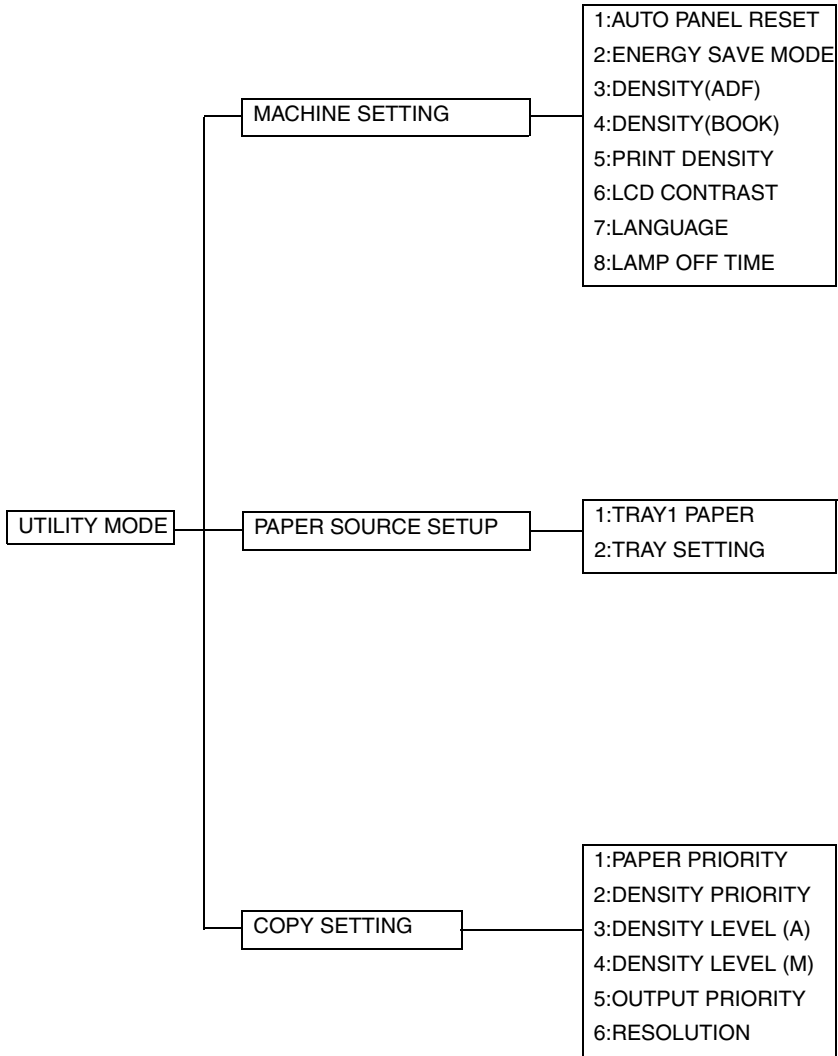 UTILITY MODE
MACHINE SETTING
1:AUTO PANEL RESET
2:ENERGY SAVE MODE
3:DENSITY(ADF)
4:DENSITY(BOOK)
5:PRINT DENSITY
6:LCD CONTRAST
7:LANGUAGE
8:LAMP OFF TIME
PAPER SOURCE SETUP
1:TRAY1 PAPER
2:TRAY SETTING
COPY SETTING
1:PAPER PRIORITY
2:DENSITY PRIORITY
3:DENSITY LEVEL (A)
4:DENSITY LEVEL (M)
5:OUTPUT PRIORITY
6:RESOLUTION